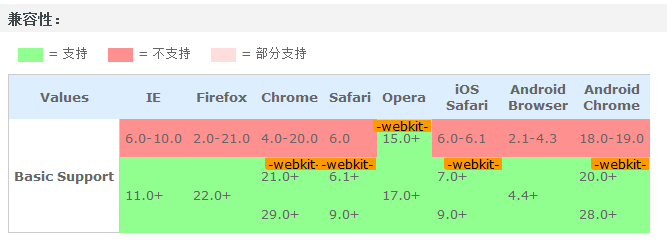 兼容性：
= 支持 = 不支持 = 部分支持
Values IE Firefox Chrome Safari Opera iOS Safari Android Browser Android Chrome
-webkit-
6.0-10.0 2.0-21.0 4.0-20.0 6.0 15.0+ 6.0-6.1 2.1-4.3 18.0-19.0
-webkit- -webkit- -webkit- -webkit-
21.0+ 6.1+ 7.0+ 20.0+
Basic Support 11.0+ 22.0+ 17.0+ 4.4+
29.0+ 9.0+ 9.0+ 28.0+